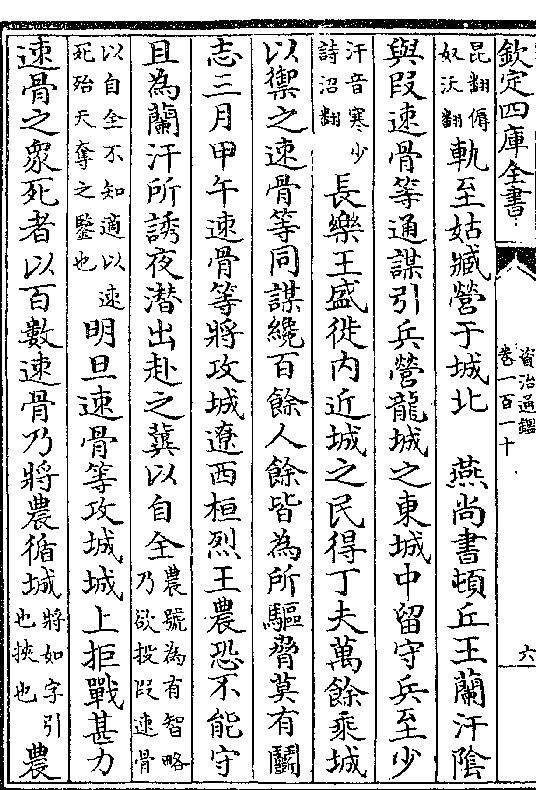 欽定四庫全書
資治通鑑
卷一百一十
六
昆翻傉
奴沃翻
軌至姑臧營于城北　燕尚書頓丘王蘭汗陰
與段速骨等通謀引兵營龍城之東城中留守兵至少
汗音寒少
詩沼翻
長樂王盛徙内近城之民得丁夫萬餘乘城
以禦之速骨等同謀纔百餘人餘皆為所驅脅莫有鬭
志三月甲午速骨等將攻城遼西桓烈王農恐不能守
且為蘭汗所誘夜潛出赴之冀以自全
農號為有智略
乃欲投段速骨
以自全不知適以速
死殆天奪之鑒也
明旦速骨等攻城城上拒戰甚力
速骨之衆死者以百數速骨乃將農循城
將如字引
也挾也
農